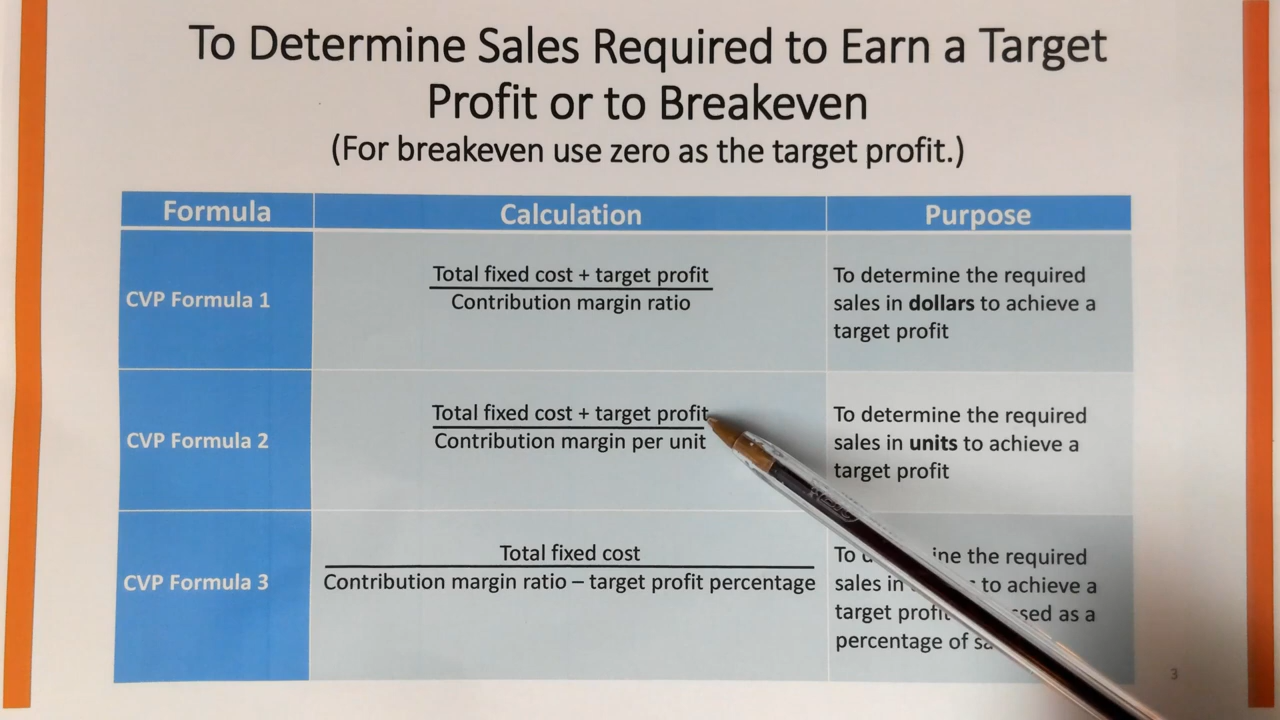 To Determine Sales Required to Earn a Target
Profit or to Breakeven
(For breakeven use zero as the target profit.)
Formula
Calculation
Purpose
CVP Formula 1
Total fixed cost + target profit
Contribution margin ratio
To determine the required
sales in dollars to achieve a
target profit
CVP Formula 2
Total fixed cost + target profit
Contribution margin per unit
To determine the required
sales in units to achieve a
target profit
CVP Formula 3
Total fixed cost
Contribution margin ratio – target profit percentage
To the required
sales in to achieve a
target as a
percentage of
3